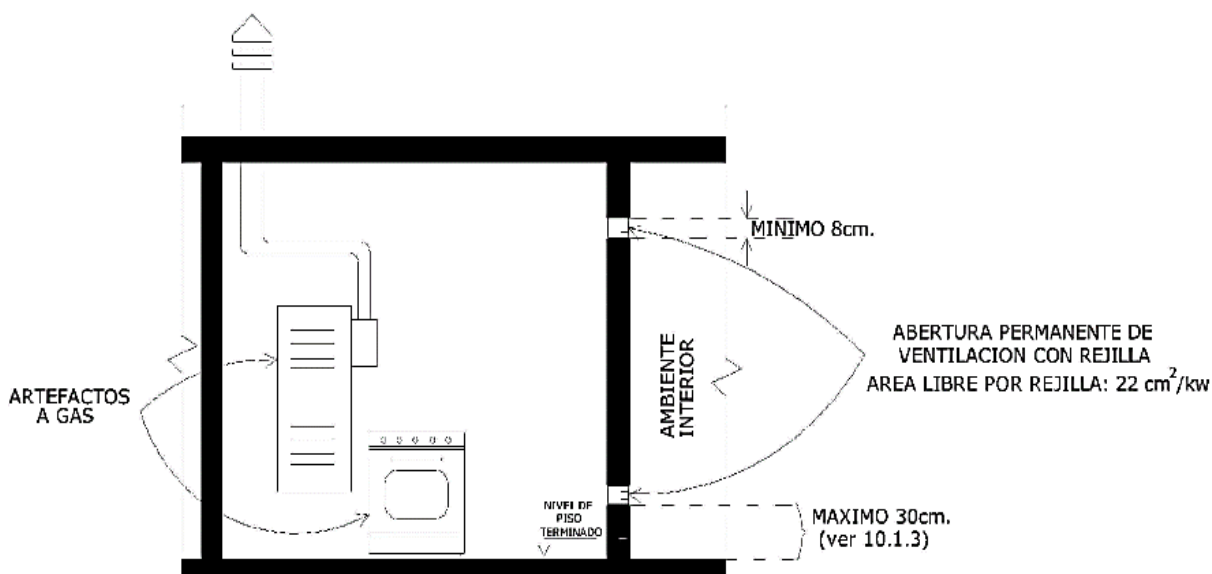 MINIMO 8cm.
ABERTURA PERMANENTE DE
VENTILACION CON REJILLA
AREA LIBRE POR REJILLA: 22 cm²/kw
AMBIENTE
INTERIOR
ARTEFACTOS
A GAS
NIVEL DE
PISO
TERMINADO
MAXIMO 30cm.
(ver 10.1.3)